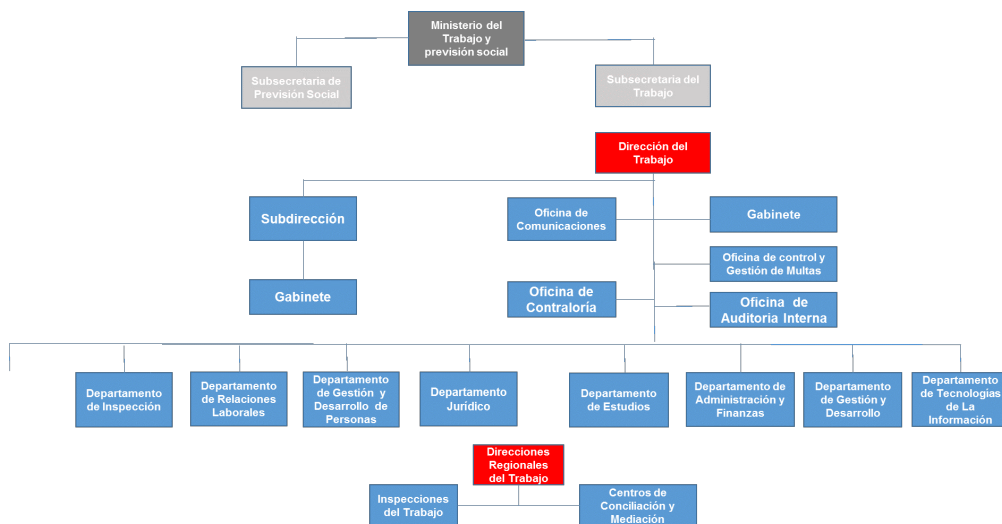 Ministerio del
Trabajo y
previsión social
Subsecretaria de
Previsión Social
Subsecretaria del
Trabajo
Dirección del
Trabajo
Subdirección
Oficina de
Comunicaciones
Gabinete
Oficina de control y
Gestión de Multas
Gabinete
Oficina de
Contraloría
Oficina de
Auditoria Interna
Departamento
de Inspección
Departamento
de Relaciones
Laborales
Departamento
de Gestión y
Desarrollo de
Personas
Departamento
Jurídico
Departamento
de Estudios
Departamento de
Administración y
Finanzas
Departamento
de Gestión y
Desarrollo
Departamento
de Tecnologías
de La
Información
Direcciones
Regionales
del Trabajo
Inspecciones
del Trabajo
Centros de
Conciliación y
Mediación